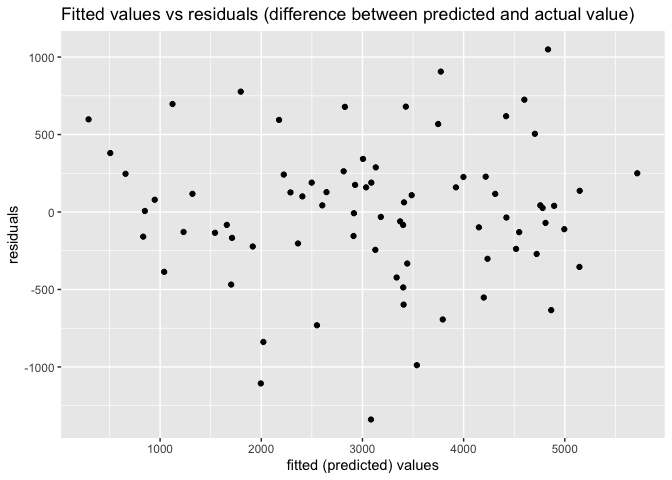 Fitted values vs residuals (difference between predicted and actual value)
1000
500
0
-500
-1000
residuals
1000 2000 3000 4000 5000
fitted (predicted) values